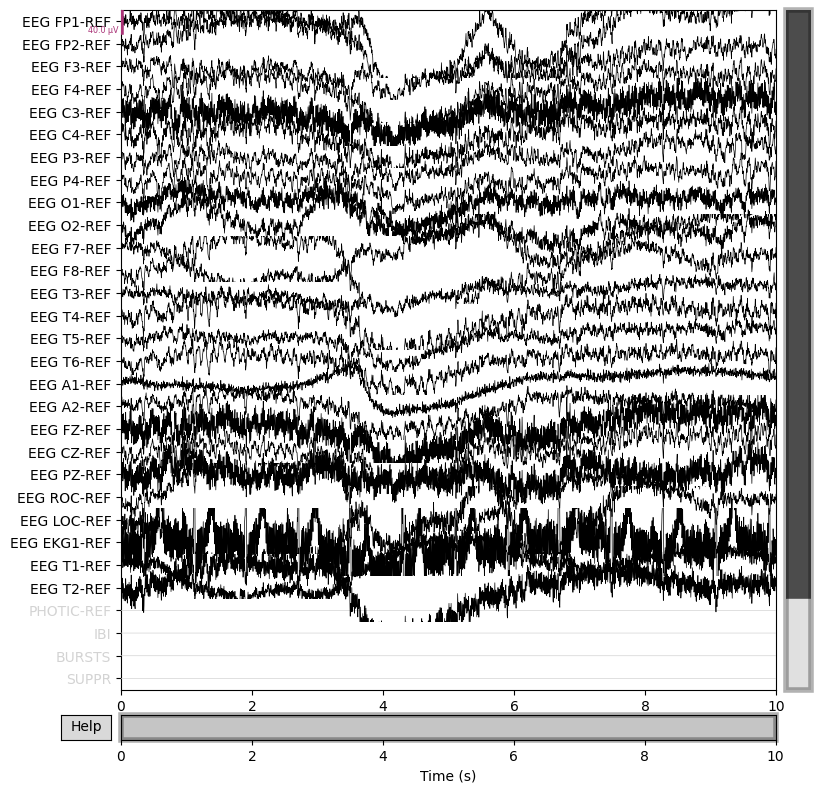 EEG FP1-REF
40.0 µV
EEG FP2-REF
EEG F3-REF
EEG F4-REF
EEG C3-REF
EEG C4-REF
EEG P3-REF
EEG P4-REF
EEG O1-REF
EEG O2-REF
EEG F7-REF
EEG F8-REF
EEG T3-REF
EEG T4-REF
EEG T5-REF
EEG T6-REF
EEG A1-REF
EEG A2-REF
EEG FZ-REF
EEG CZ-REF
EEG PZ-REF
EEG ROC-REF
EEG LOC-REF
EEG EKG1-REF
EEG T1-REF
EEG T2-REF
PHOTIC-REF
IBI
BURSTS
SUPPR
0 2 4 6 8 10
Help
0 2 4 6 8 10
Time (s)